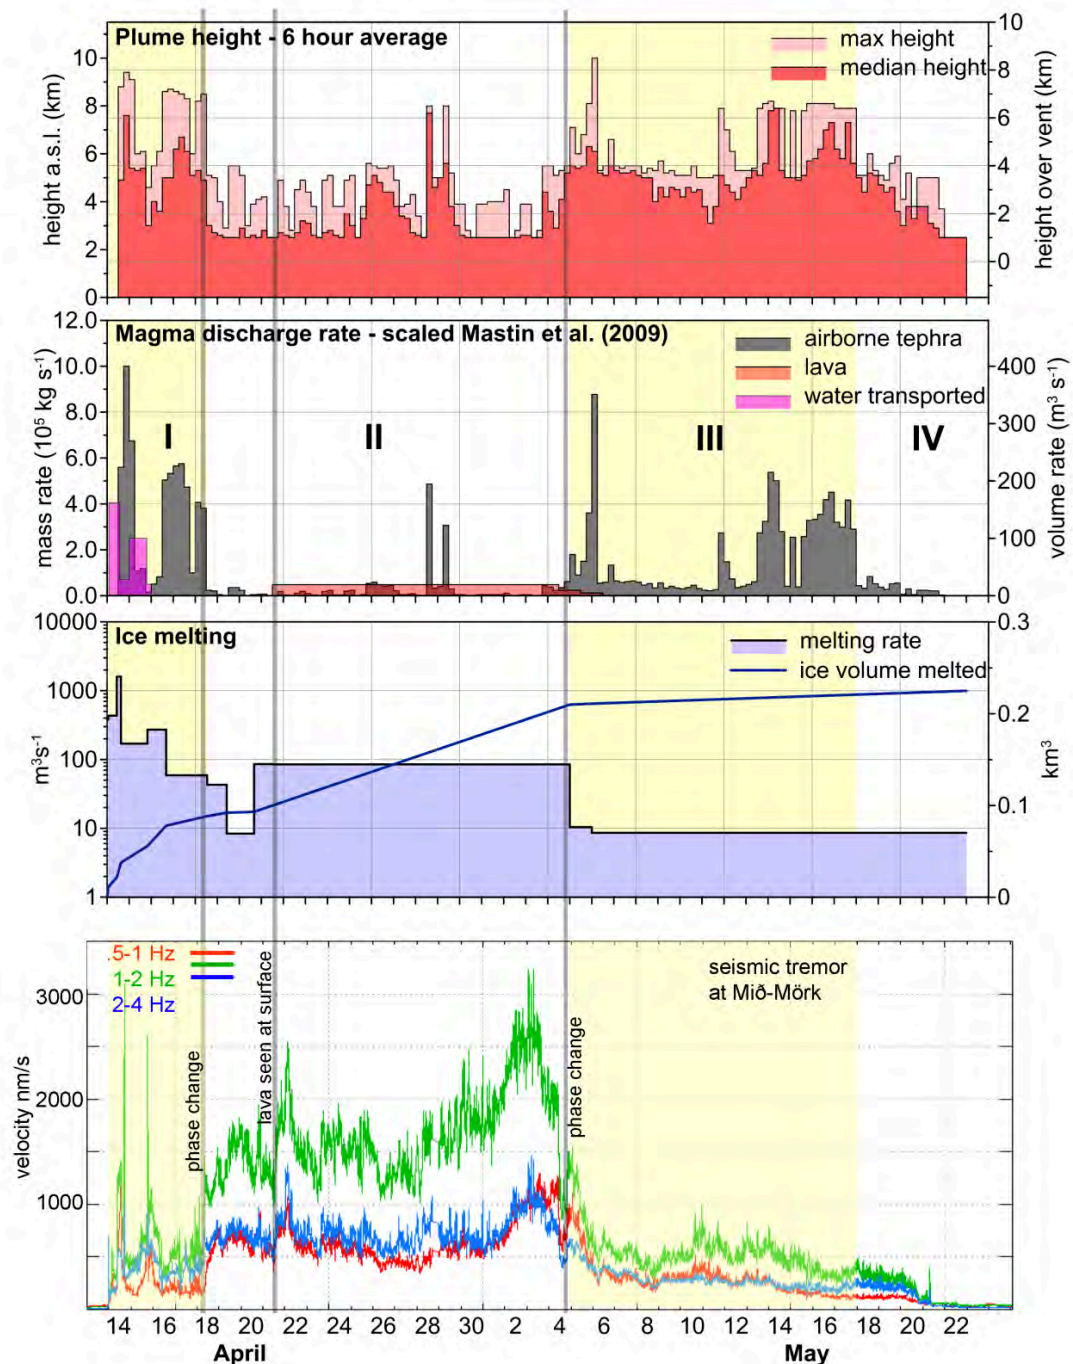 Plume height - 6 hour average
max height
median height
height a.s.l. (km)
10
8
6
4
2
0
height over vent (km)
10
8
6
4
2
0
Magma discharge rate - scaled Mastin et al. (2009)
airborne tephra
lava
water transported
I
II
III
IV
mass rate (10⁵ kg s⁻¹)
12.0
10.0
8.0
6.0
4.0
2.0
0.0
volume rate (m³ s⁻¹)
400
300
200
100
0
Ice melting
melting rate
ice volume melted
m³s⁻¹
10000
1000
100
10
1
km³
0.3
0.2
0.1
0
.5-1 Hz
1-2 Hz
2-4 Hz
seismic tremor
at Mið-Mörk
phase change
lava seen at surface
phase change
velocity nm/s
3000
2000
1000
14 16 18 20 22 24 26 28 30 2 4 6 8 10 12 14 16 18 20 22
April May